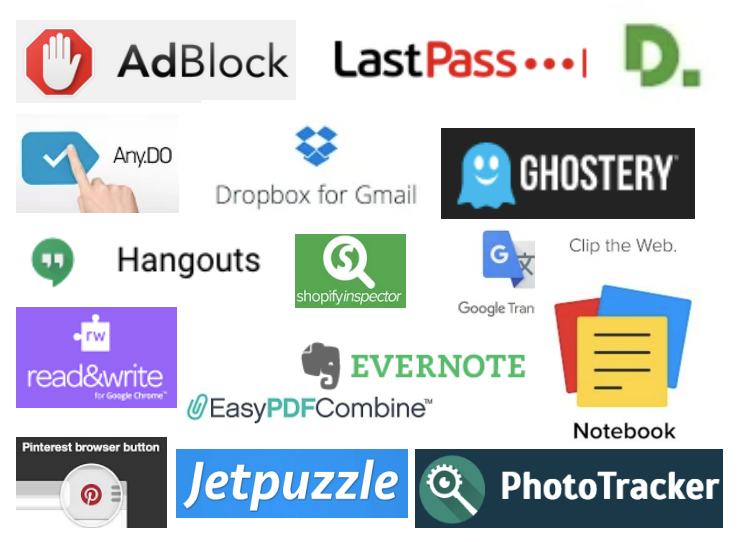 AdBlock
LastPass
D.
Any.DO
Dropbox for Gmail
GHOSTERY
Hangouts
S
shopifyinspector
G 文
Google Tran
Clip the Web.
rw
read&write
for Google Chrome™
EVERNOTE
EasyPDFCombine™
Notebook
Pinterest browser button
Jetpuzzle
PhotoTracker